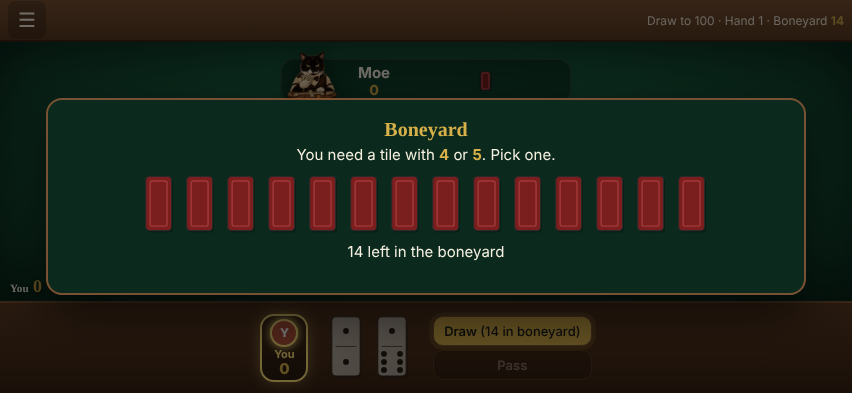 ☰
Draw to 100 · Hand 1 · Boneyard 14
Moe
0
Boneyard
You need a tile with 4 or 5. Pick one.
14 left in the boneyard
You 0
Y
You
0
Draw (14 in boneyard)
Pass